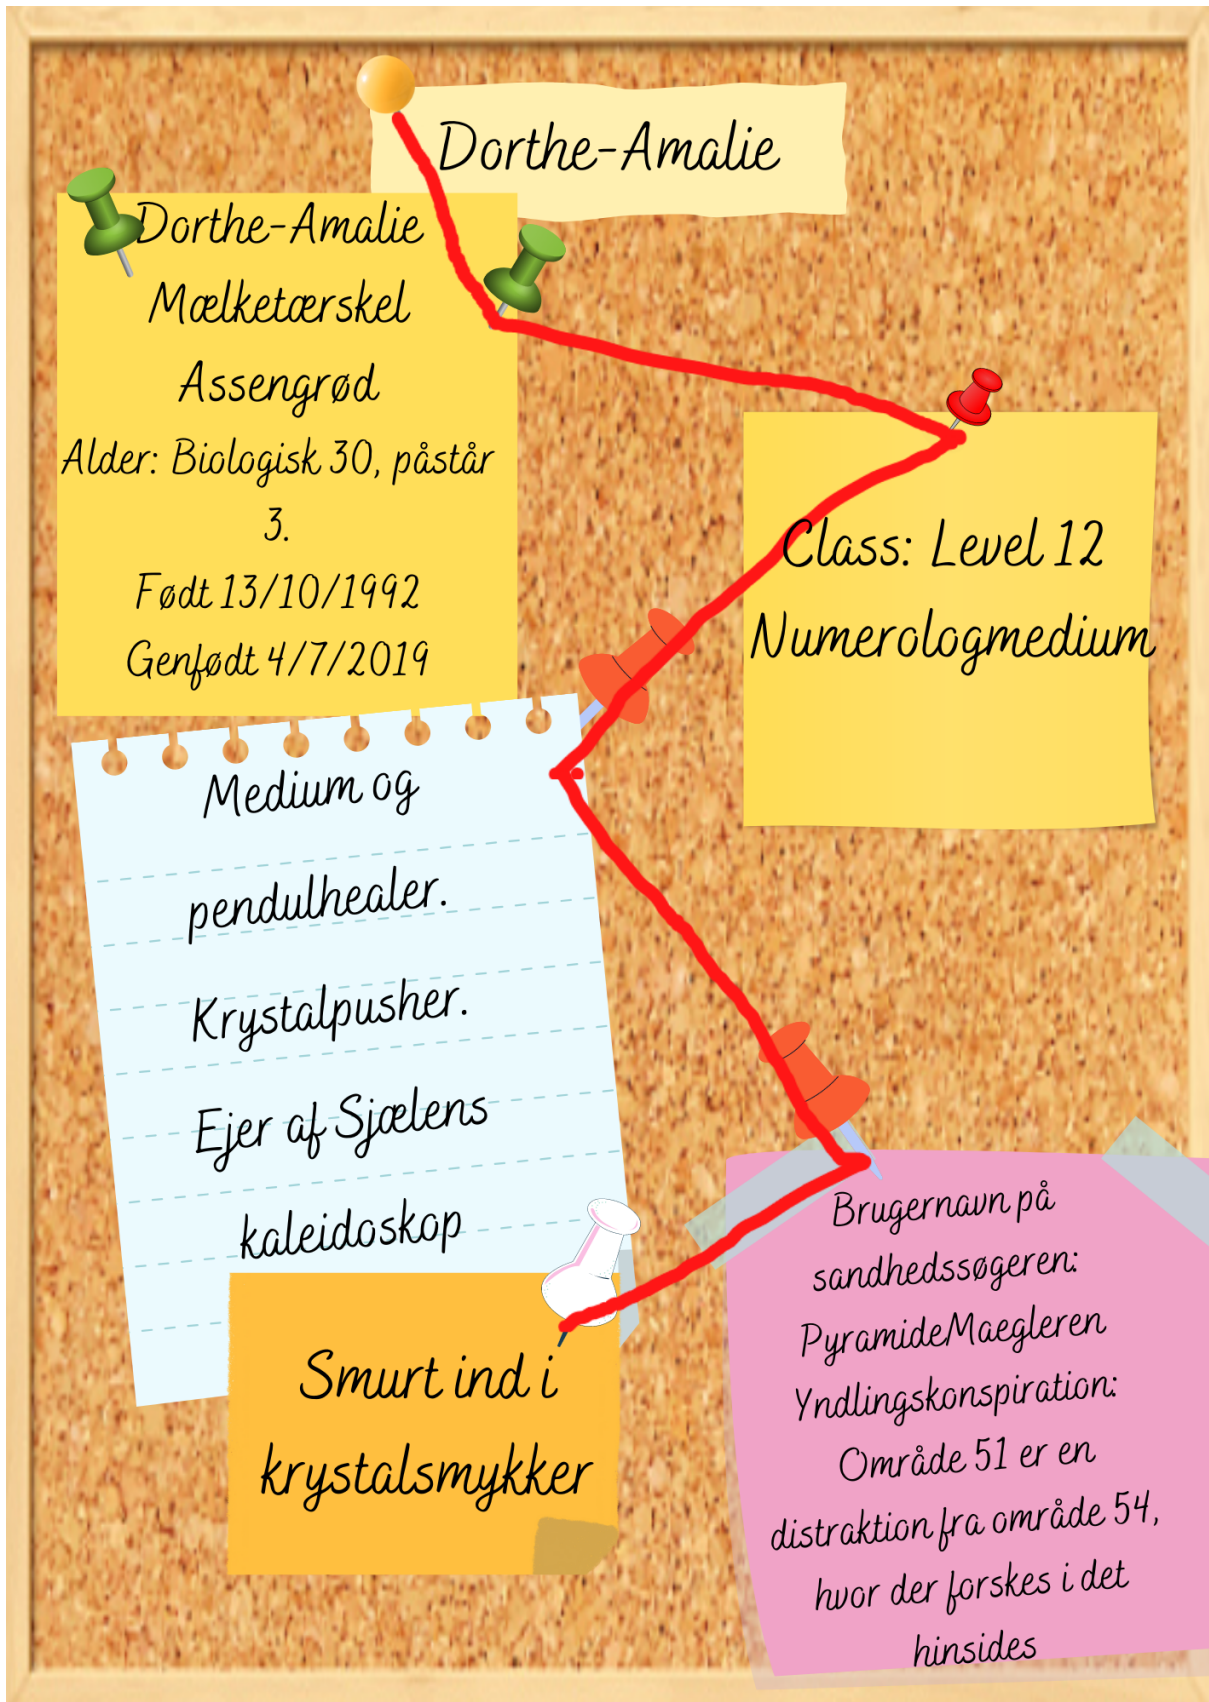 Dorthe-Amalie
Dorthe-Amalie
Mælketærskel
Assengrød
Alder: Biologisk 30, påstår
3.
Født 13/10/1992
Genfødt 4/7/2019
Class: Level 12
Numerologmedium
Medium og
pendulhealer.
Krystalpusher.
Ejer af Sjælens
kaleidoskop
Smurt ind i
krystalsmykker
Brugernavn på
sandhedssøgeren:
PyramideMaegleren
Yndlingskonspiration:
Område 51 er en
distraktion fra område 54,
hvor der forskes i det
hinsides